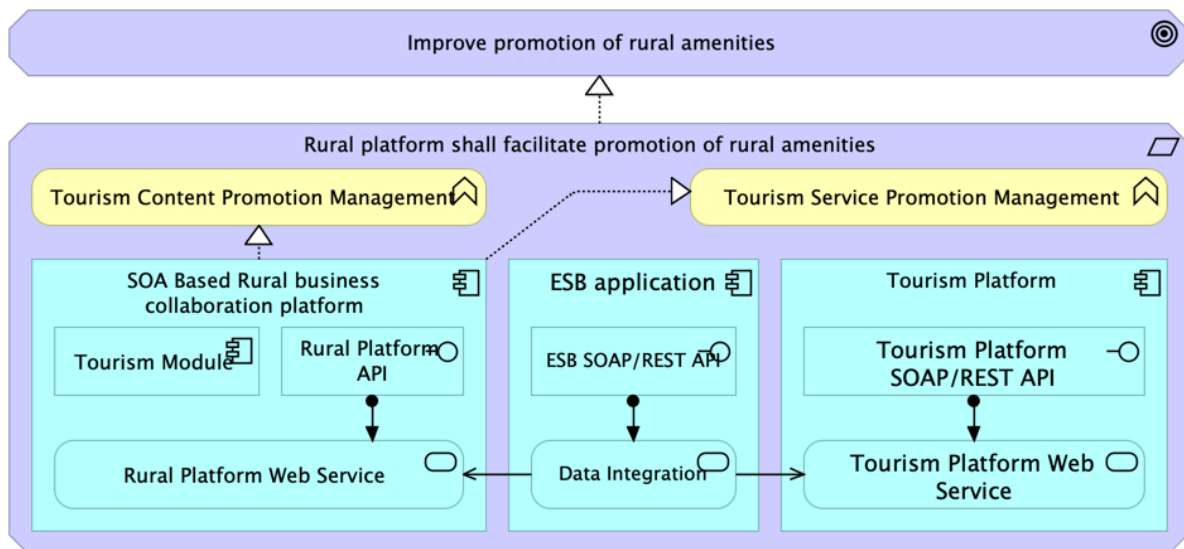 Improve promotion of rural amenities
Rural platform shall facilitate promotion of rural amenities
Tourism Content Promotion Management
Tourism Service Promotion Management
SOA Based Rural business
collaboration platform
Tourism Module
Rural Platform
API
Rural Platform Web Service
ESB application
ESB SOAP/REST API
Data Integration
Tourism Platform
Tourism Platform
SOAP/REST API
Tourism Platform Web
Service